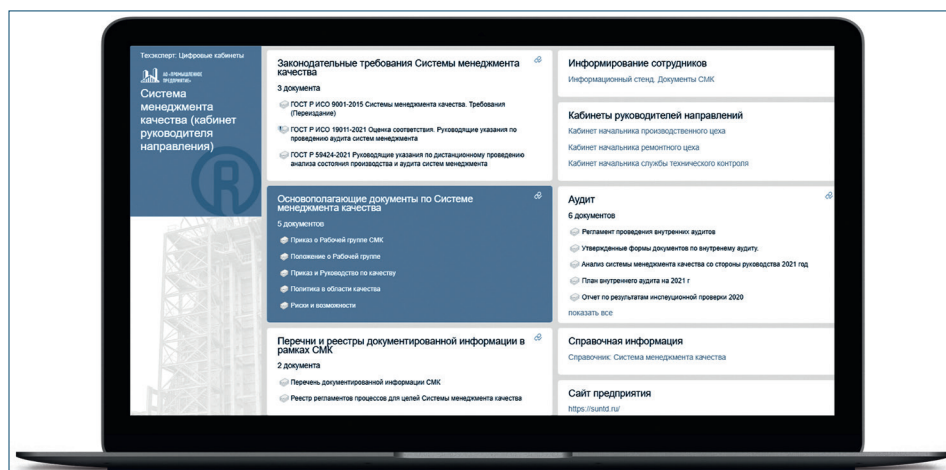 Техэксперт: Цифровые кабинеты
АО «ПРОМЫШЛЕННОЕ
ПРЕДПРИЯТИЕ»
Система
менеджмента
качества (кабинет
руководителя
направления)
®
Законодательные требования Системы менеджмента
качества
3 документа
ГОСТ Р ИСО 9001-2015 Системы менеджмента качества. Требования
(Переиздание)
ГОСТ Р ИСО 19011-2021 Оценка соответствия. Руководящие указания по
проведению аудита систем менеджмента
ГОСТ Р 59424-2021 Руководящие указания по дистанционному проведению
анализа состояния производства и аудита систем менеджмента
Основополагающие документы по Системе
менеджмента качества
5 документов
Приказ о Рабочей группе СМК
Положение о Рабочей группе
Приказ и Руководство по качеству
Политика в области качества
Риски и возможности
Перечни и реестры документированной информации в
рамках СМК
2 документа
Перечень документированной информации СМК
Реестр регламентов процессов для целей Системы менеджмента качества
Информирование сотрудников
Информационный стенд. Документы СМК
Кабинеты руководителей направлений
Кабинет начальника производственного цеха
Кабинет начальника ремонтного цеха
Кабинет начальника службы технического контроля
Аудит
6 документов
Регламент проведения внутренних аудитов
Утвержденные формы документов по внутренему аудиту.
Анализ системы менеджмента качества со стороны руководства 2021 год
План внутреннего аудита на 2021 г
Отчет по результатам инспеуционной проверки 2020
показать все
Справочная информация
Справочник: Система менеджмента качества
Сайт предприятия
https://suntd.ru/